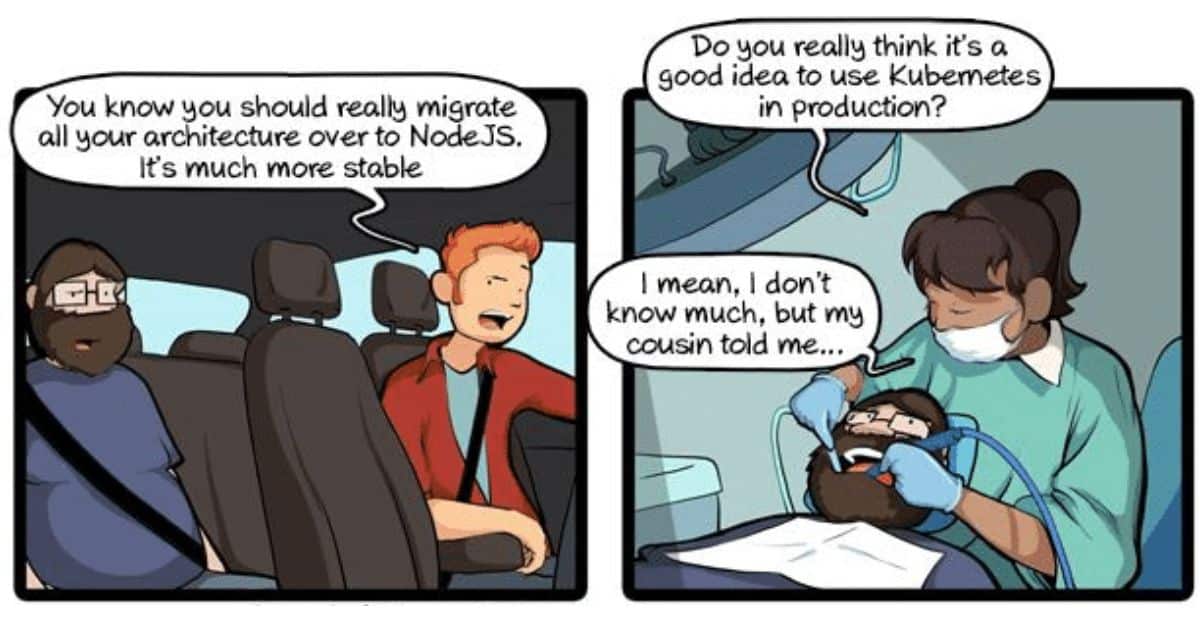 You know you should really migrate
all your architecture over to NodeJS.
It's much more stable
Do you really think it's a
good idea to use Kubernetes
in production?
I mean, I don't
know much, but my
cousin told me...